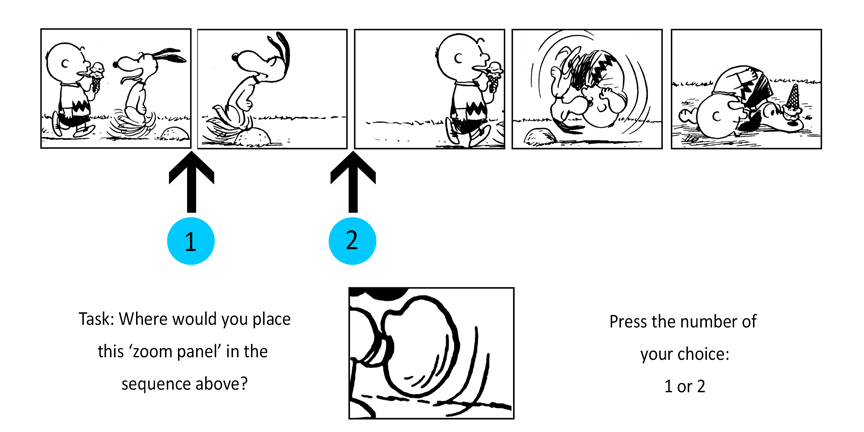 1
2
Task: Where would you place
this ‘zoom panel’ in the
sequence above?
Press the number of
your choice:
1 or 2